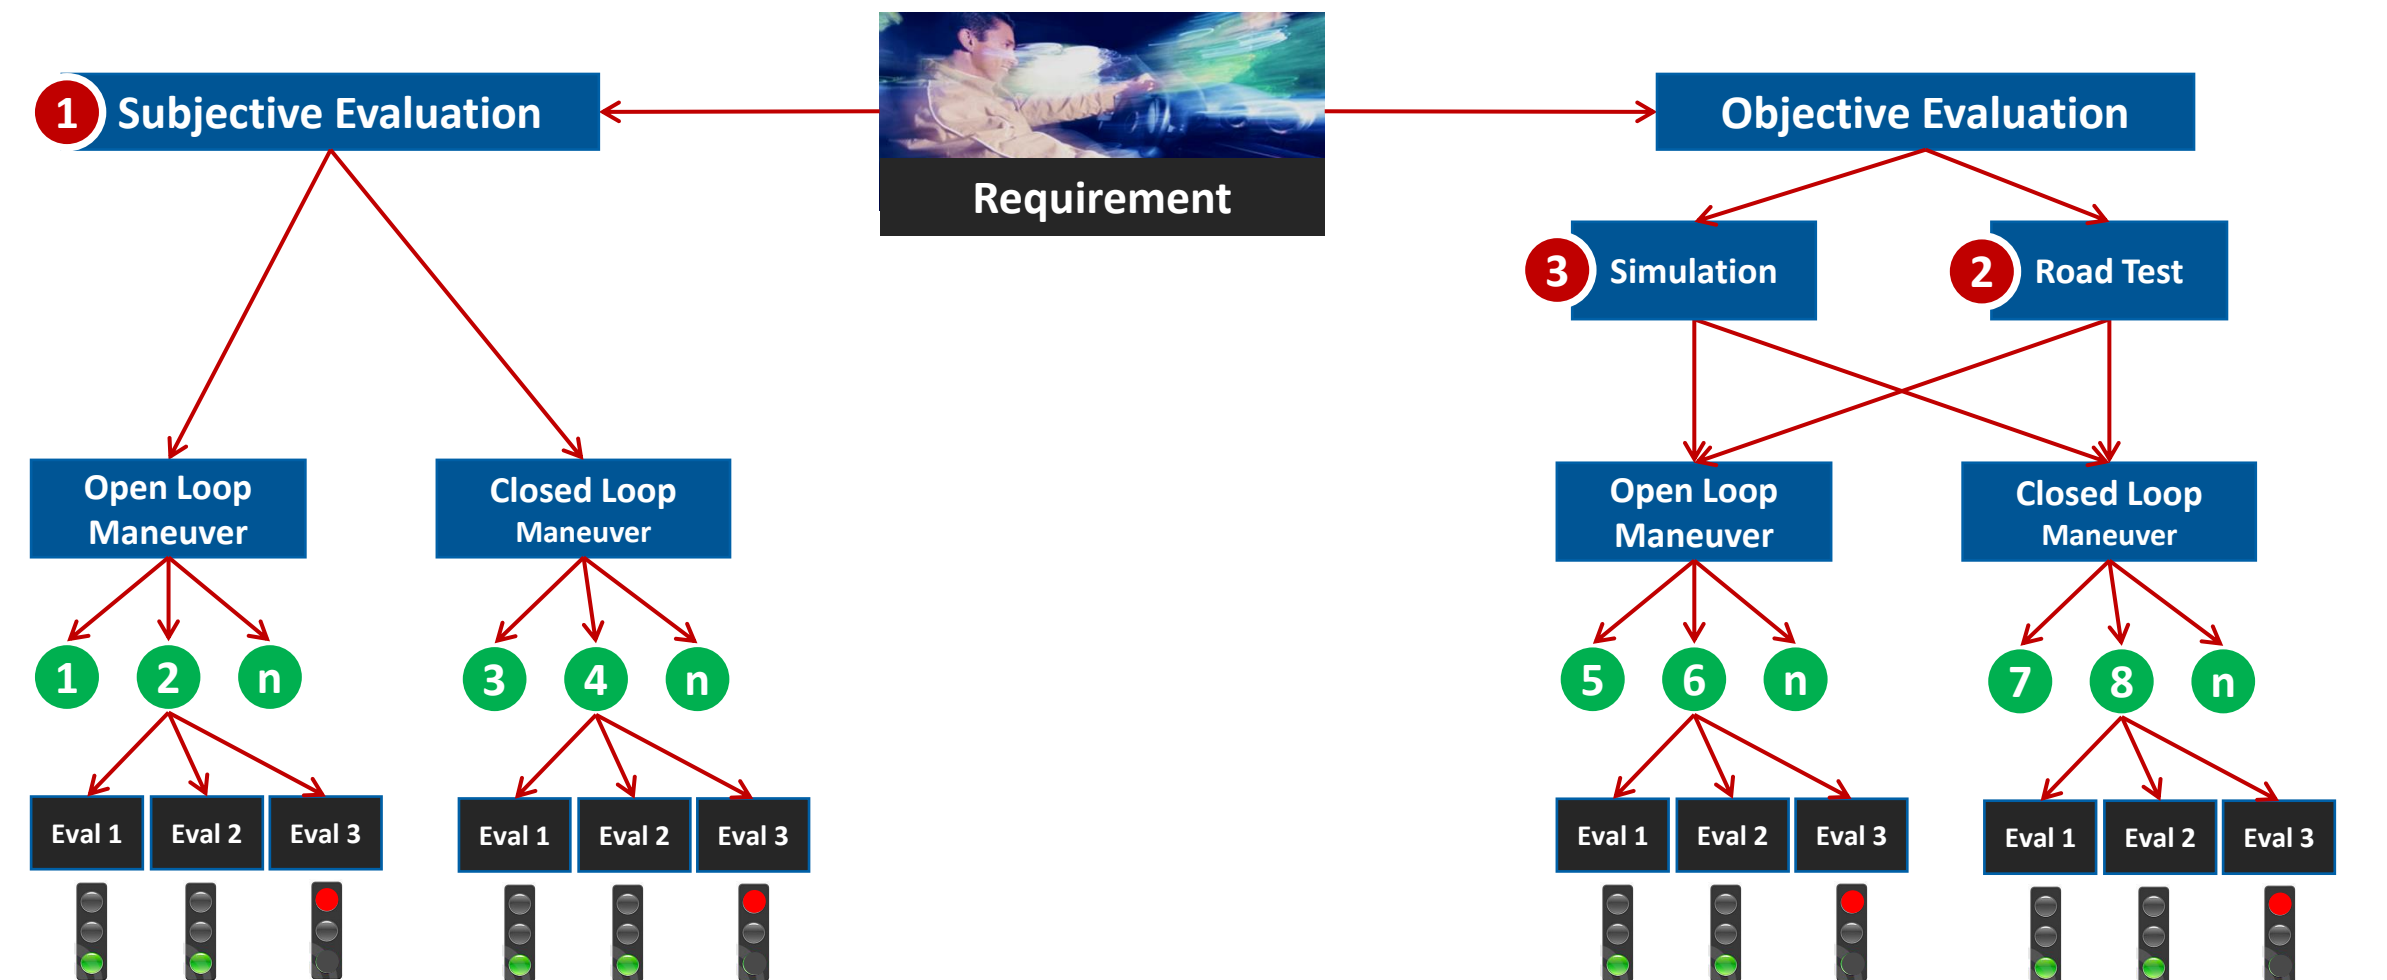 1 Subjective Evaluation
Requirement
Objective Evaluation
3 Simulation
2 Road Test
Open Loop
Maneuver
Closed Loop
Maneuver
Open Loop
Maneuver
Closed Loop
Maneuver
1 2 n
3 4 n
5 6 n
7 8 n
Eval 1 Eval 2 Eval 3
Eval 1 Eval 2 Eval 3
Eval 1 Eval 2 Eval 3
Eval 1 Eval 2 Eval 3